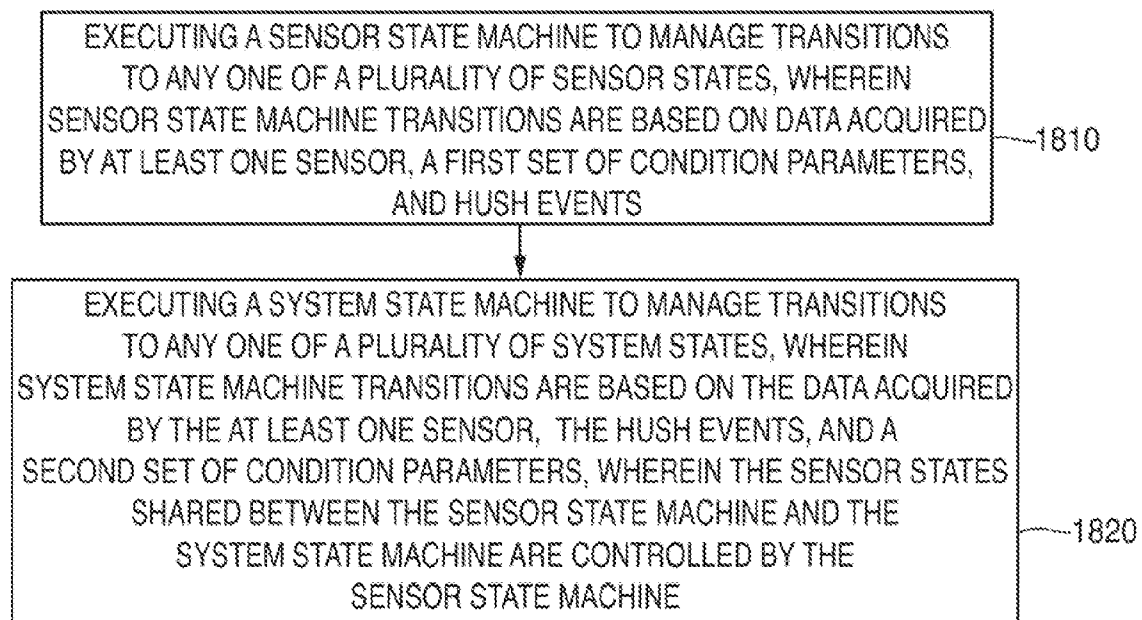 EXECUTING A SENSOR STATE MACHINE TO MANAGE TRANSITIONS
TO ANY ONE OF A PLURALITY OF SENSOR STATES, WHEREIN
SENSOR STATE MACHINE TRANSITIONS ARE BASED ON DATA ACQUIRED
BY AT LEAST ONE SENSOR, A FIRST SET OF CONDITION PARAMETERS,
AND HUSH EVENTS
1810
EXECUTING A SYSTEM STATE MACHINE TO MANAGE TRANSITIONS
TO ANY ONE OF A PLURALITY OF SYSTEM STATES, WHEREIN
SYSTEM STATE MACHINE TRANSITIONS ARE BASED ON THE DATA ACQUIRED
BY THE AT LEAST ONE SENSOR, THE HUSH EVENTS, AND A
SECOND SET OF CONDITION PARAMETERS, WHEREIN THE SENSOR STATES
SHARED BETWEEN THE SENSOR STATE MACHINE AND THE
SYSTEM STATE MACHINE ARE CONTROLLED BY THE
SENSOR STATE MACHINE
1820